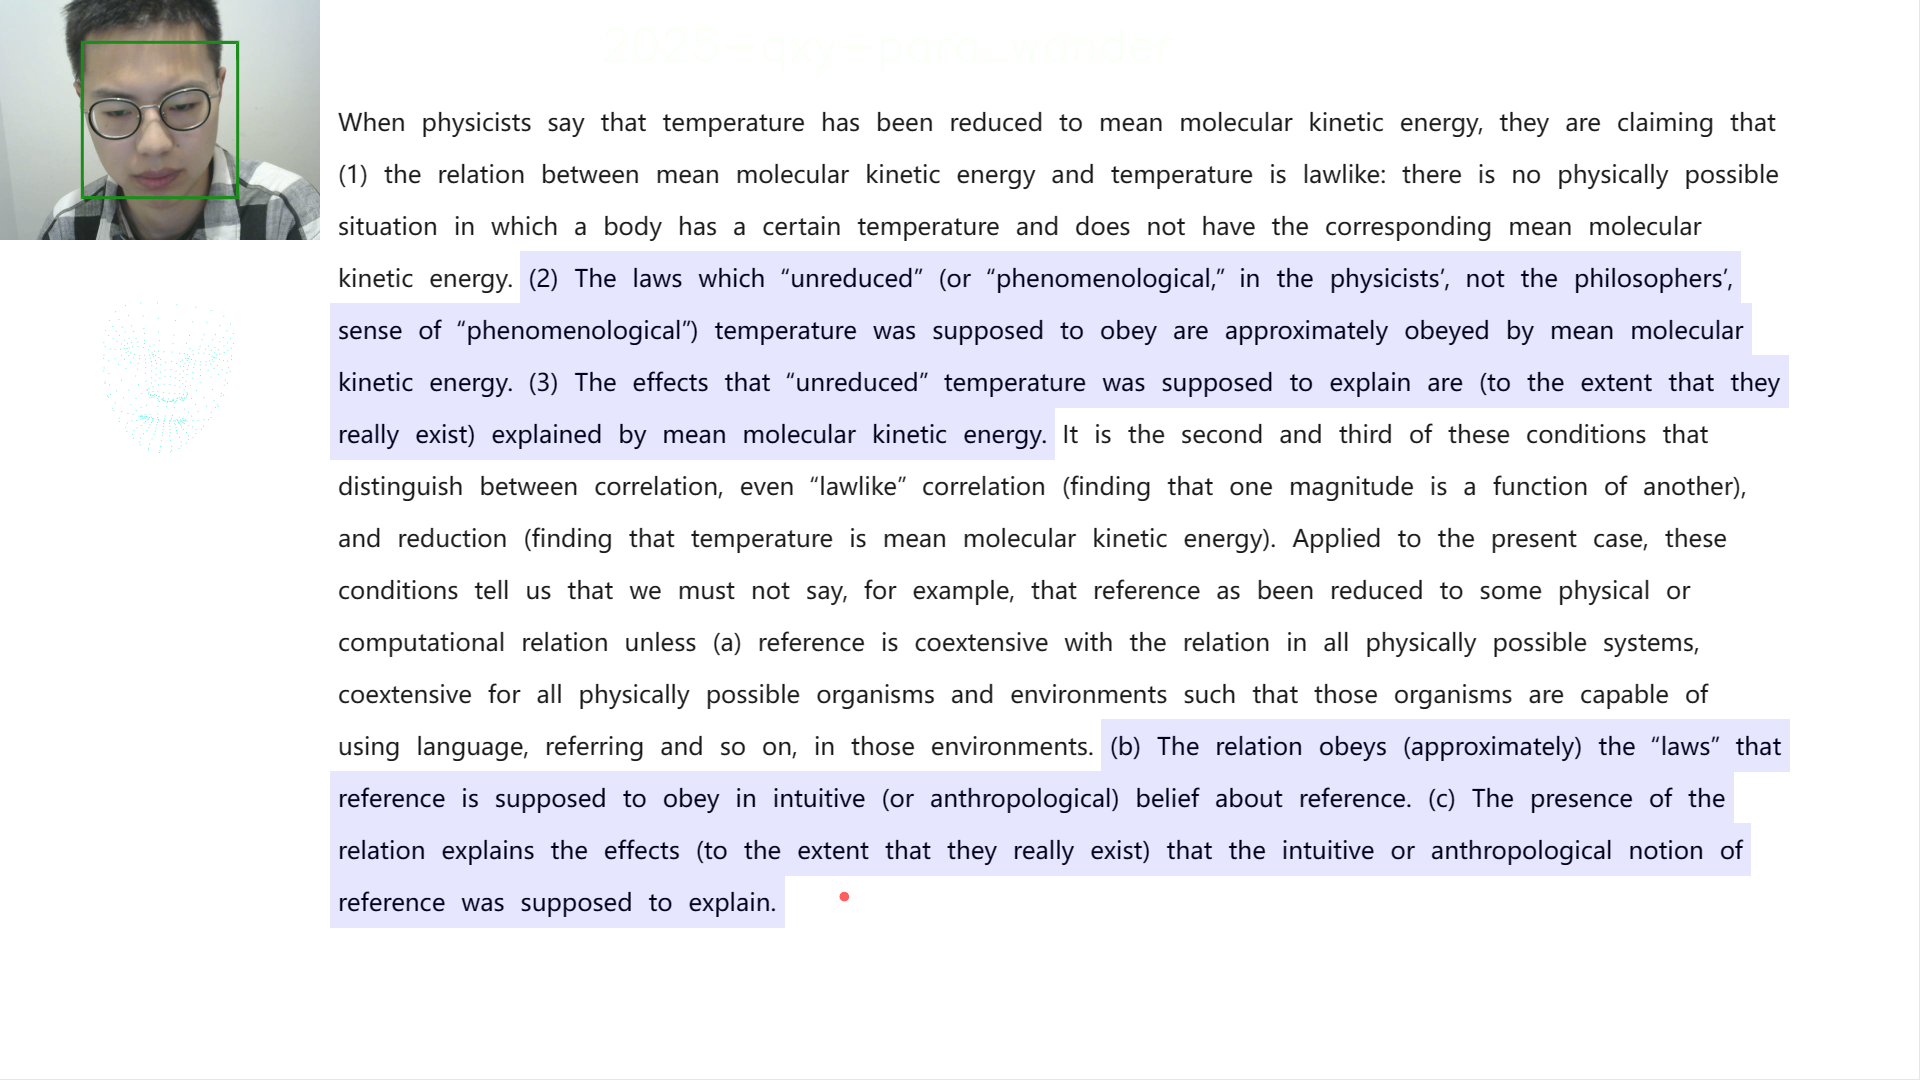 2025-qxy-para_wander
When physicists say that temperature has been reduced to mean molecular kinetic energy, they are claiming that
(1) the relation between mean molecular kinetic energy and temperature is lawlike: there is no physically possible
situation in which a body has a certain temperature and does not have the corresponding mean molecular
kinetic energy. (2) The laws which “unreduced” (or “phenomenological,” in the physicists’, not the philosophers’,
sense of “phenomenological”) temperature was supposed to obey are approximately obeyed by mean molecular
kinetic energy. (3) The effects that “unreduced” temperature was supposed to explain are (to the extent that they
really exist) explained by mean molecular kinetic energy. It is the second and third of these conditions that
distinguish between correlation, even “lawlike” correlation (finding that one magnitude is a function of another),
and reduction (finding that temperature is mean molecular kinetic energy). Applied to the present case, these
conditions tell us that we must not say, for example, that reference as been reduced to some physical or
computational relation unless (a) reference is coextensive with the relation in all physically possible systems,
coextensive for all physically possible organisms and environments such that those organisms are capable of
using language, referring and so on, in those environments. (b) The relation obeys (approximately) the “laws” that
reference is supposed to obey in intuitive (or anthropological) belief about reference. (c) The presence of the
relation explains the effects (to the extent that they really exist) that the intuitive or anthropological notion of
reference was supposed to explain.